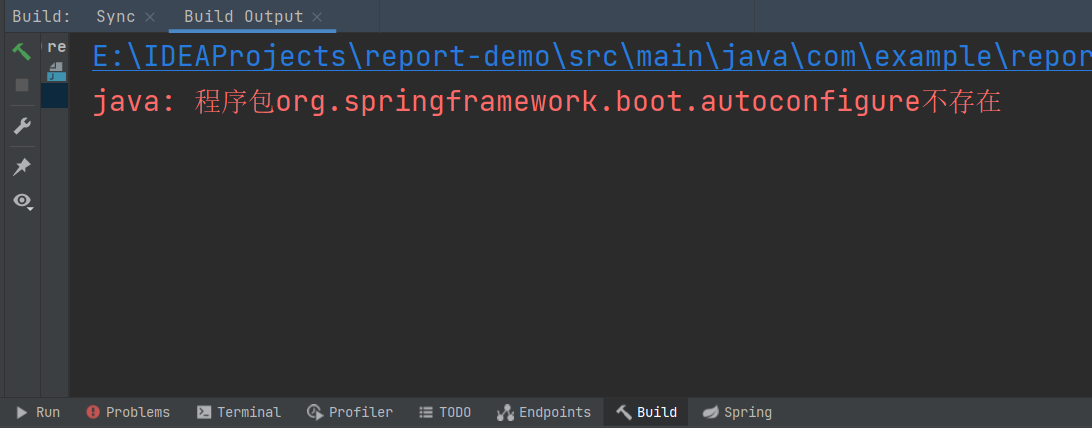 Build: Sync Build Output
re
E:\IDEAProjects\report-demo\src\main\java\com\example\repor
java: 程序包org.springframework.boot.autoconfigure不存在
Run Problems Terminal Profiler TODO Endpoints Build Spring